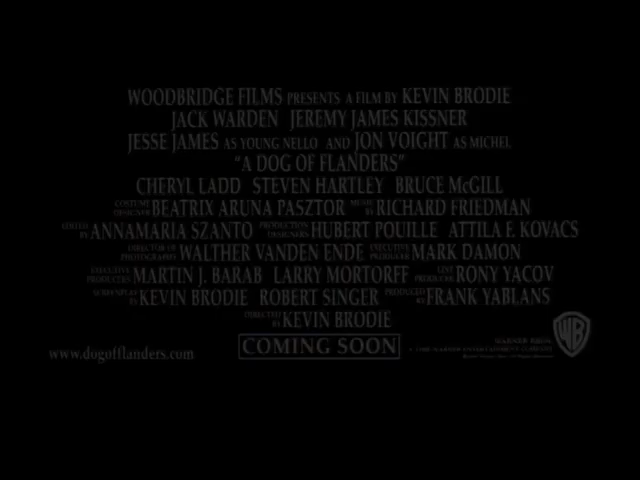 WOODBRIDGE FILMS PRESENTS A FILM BY KEVIN BRODIE
JACK WARDEN JEREMY JAMES KISSNER
JESSE JAMES AS YOUNG NELLO AND JON VOIGHT AS MICHEL
"A DOG OF FLANDERS"
CHERYL LADD STEVEN HARTLEY BRUCE McGILL
COSTUME DESIGNER BEATRIX ARUNA PASZTOR MUSIC BY RICHARD FRIEDMAN
EDITED BY ANNAMARIA SZANTO PRODUCTION DESIGNERS HUBERT POUILLE ATTILA F. KOVACS
DIRECTOR OF PHOTOGRAPHY WALTHER VANDEN ENDE EXECUTIVE PRODUCER MARK DAMON
EXECUTIVE PRODUCERS MARTIN J. BARAB LARRY MORTORFF LINE PRODUCER RONY YACOV
SCREENPLAY BY KEVIN BRODIE ROBERT SINGER PRODUCED BY FRANK YABLANS
DIRECTED BY KEVIN BRODIE
www.dogofflanders.com COMING SOON WB WARNER BROS.